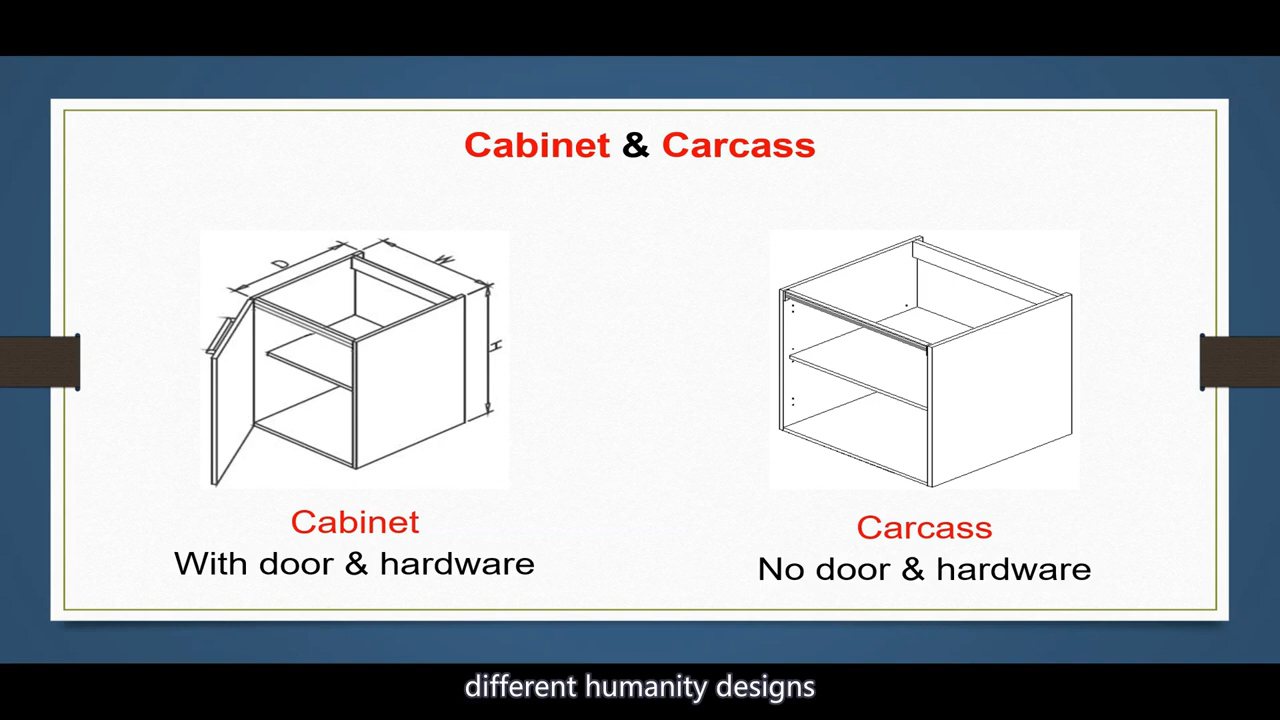 Cabinet & Carcass
D
W
H
Cabinet
With door & hardware
Carcass
No door & hardware
different humanity designs